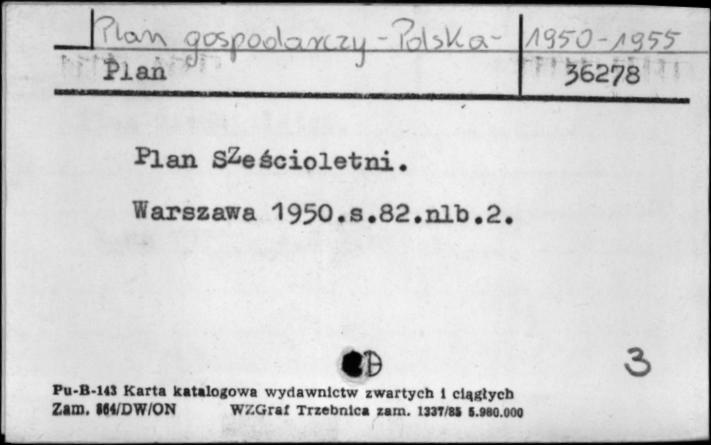 Plan gospodarczy - Polska - 1950-1955
Plan 36278
Plan Sześcioletni.
Warszawa 1950.s.82.nlb.2.
3
Pu-B-143 Karta katalogowa wydawnictw zwartych i ciągłych
Zam. 864/DW/ON WZGraf Trzebnica zam. 1337/85 5.980.000